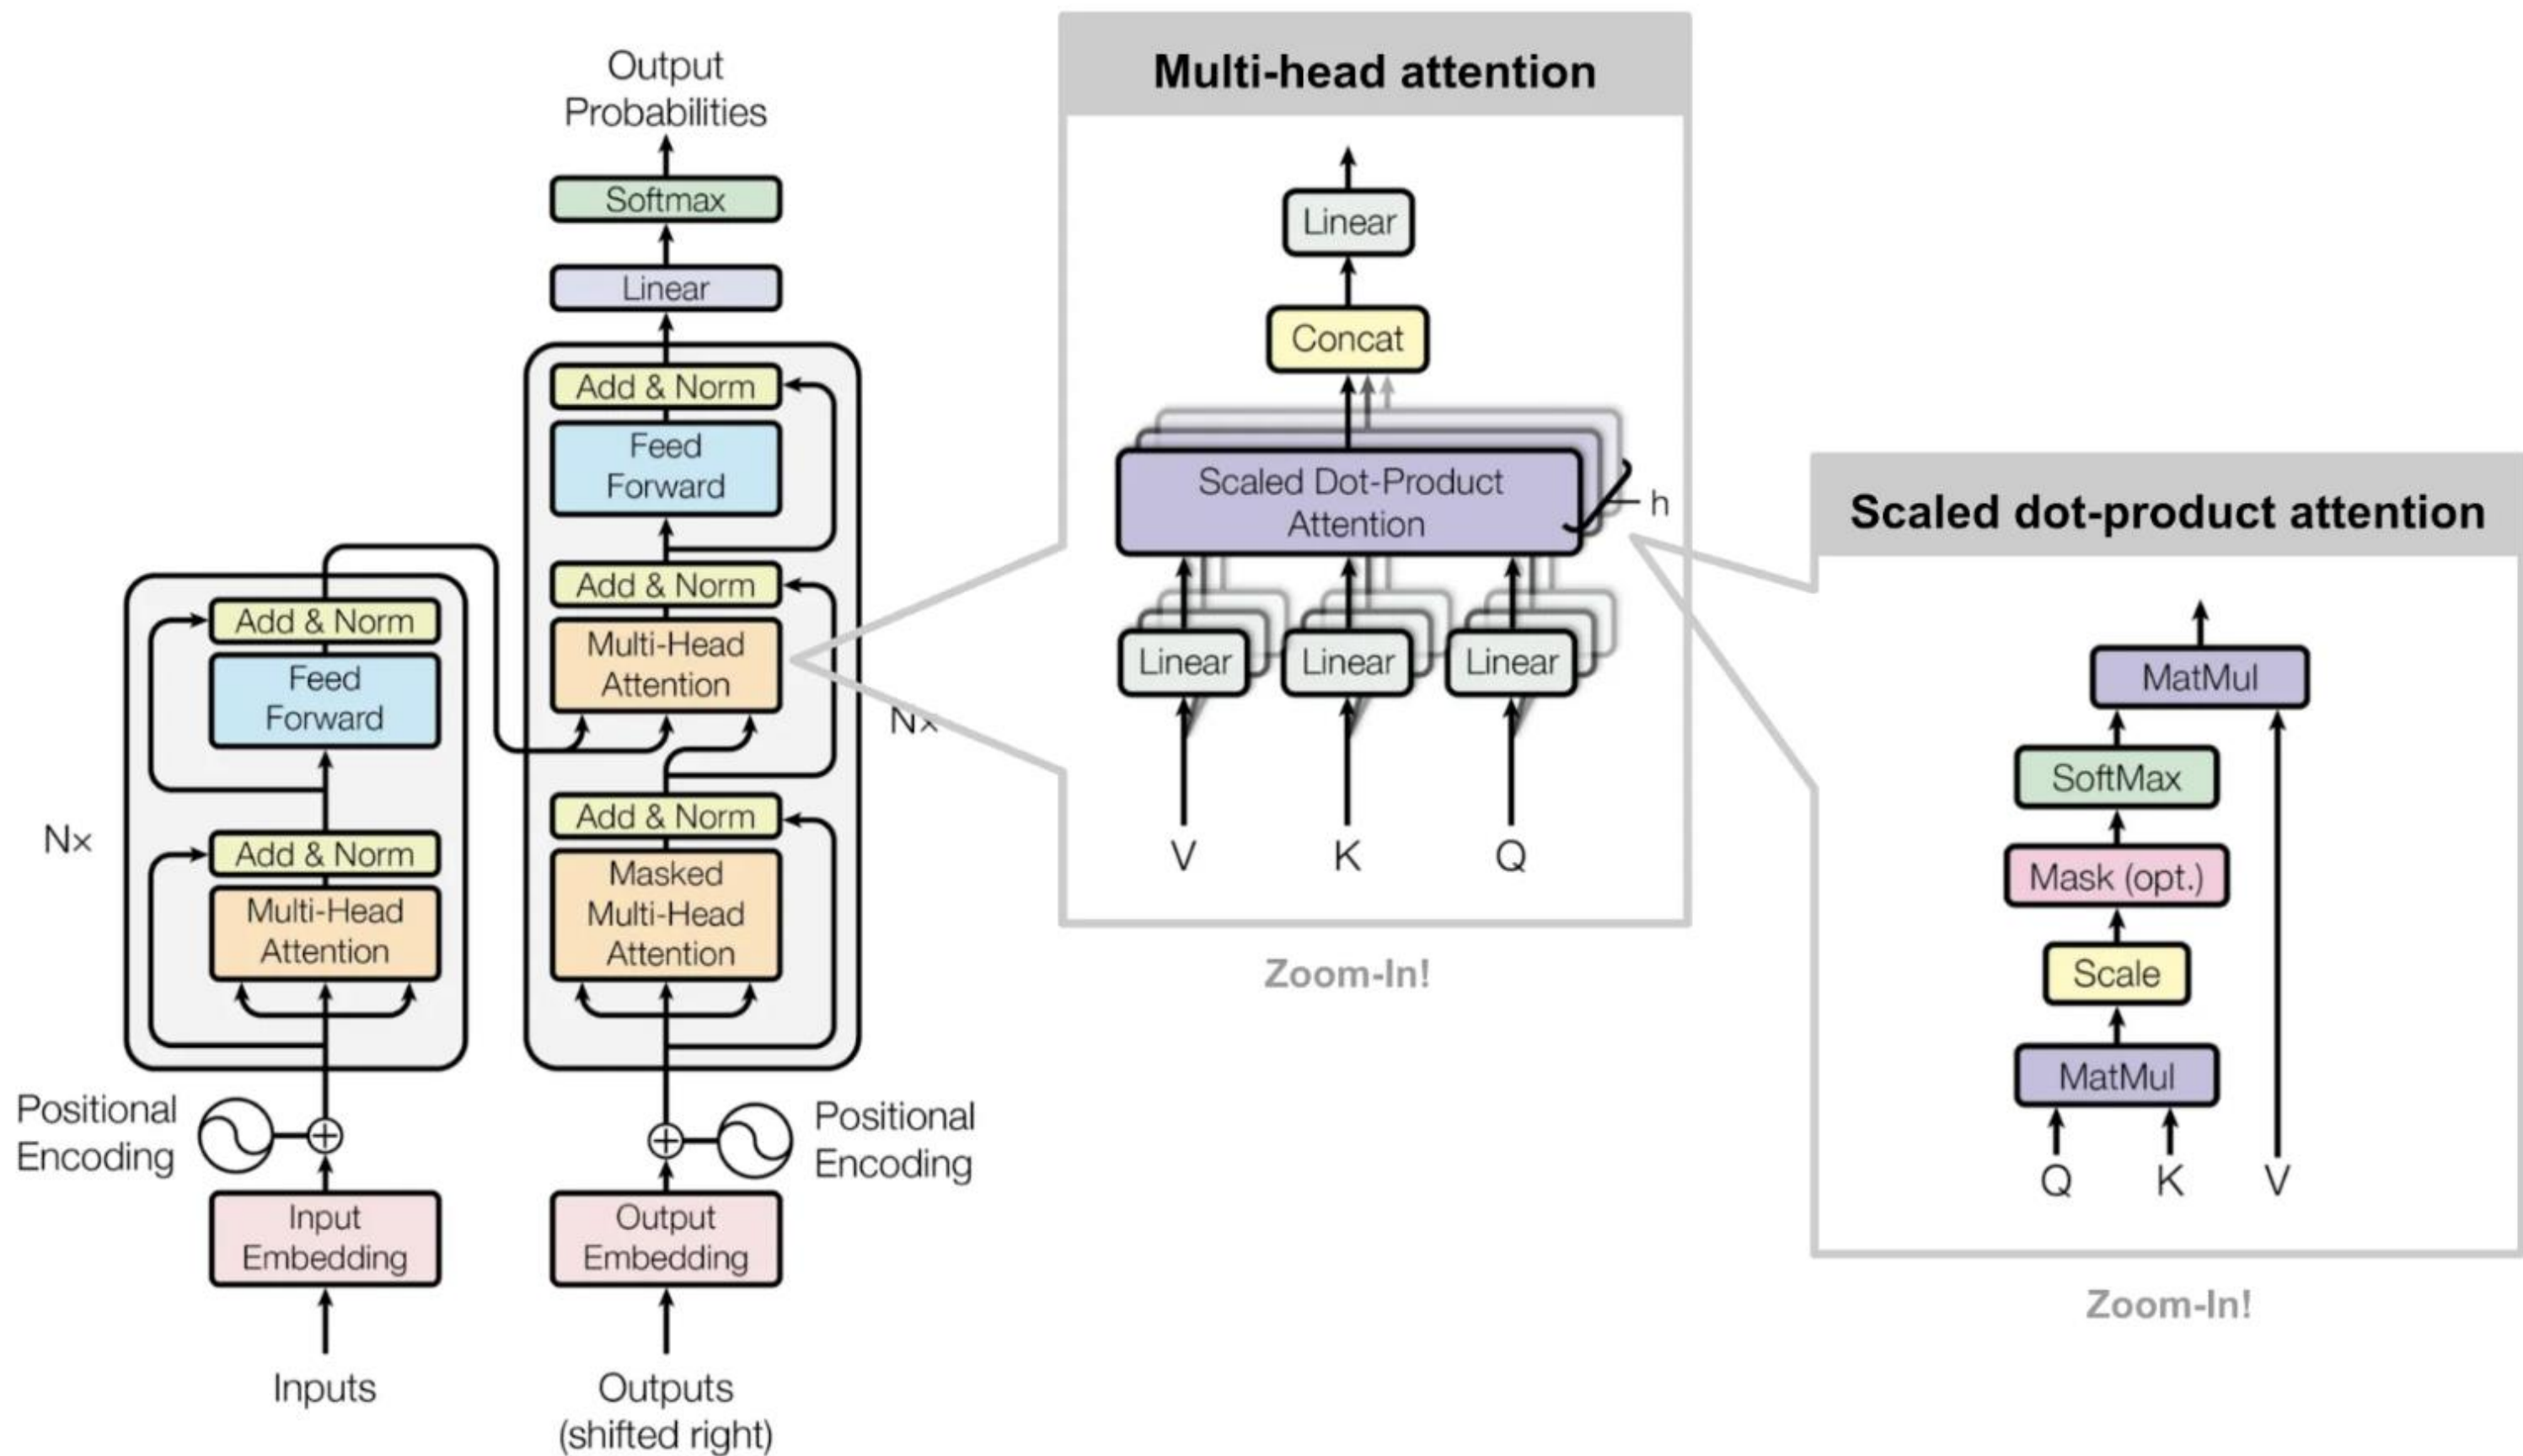 Output
Probabilities
Softmax
Linear
Add & Norm
Feed
Forward
Add & Norm
Multi-Head
Attention
Add & Norm
Masked
Multi-Head
Attention
Nx
Positional
Encoding
Output
Embedding
Outputs
(shifted right)
Add & Norm
Feed
Forward
Add & Norm
Multi-Head
Attention
Nx
Positional
Encoding
Input
Embedding
Inputs
Multi-head attention
Linear
Concat
Scaled Dot-Product
Attention
h
Linear
Linear
Linear
V
K
Q
Zoom-In!
Scaled dot-product attention
MatMul
SoftMax
Mask (opt.)
Scale
MatMul
Q
K
V
Zoom-In!